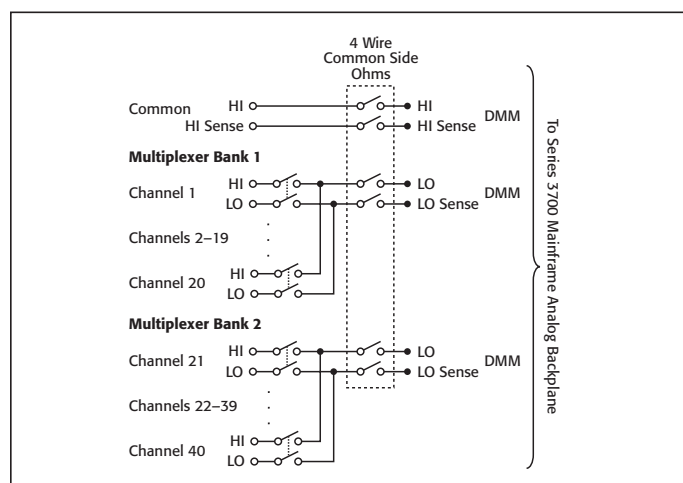 4 Wire
Common Side
Ohms
Common HI HI DMM
HI Sense HI Sense
Multiplexer Bank 1
Channel 1 HI LO DMM
LO LO Sense
Channels 2–19
Channel 20 HI
LO
Multiplexer Bank 2
Channel 21 HI LO DMM
LO LO Sense
Channels 22–39
Channel 40 HI
LO
To Series 3700 Mainframe Analog Backplane